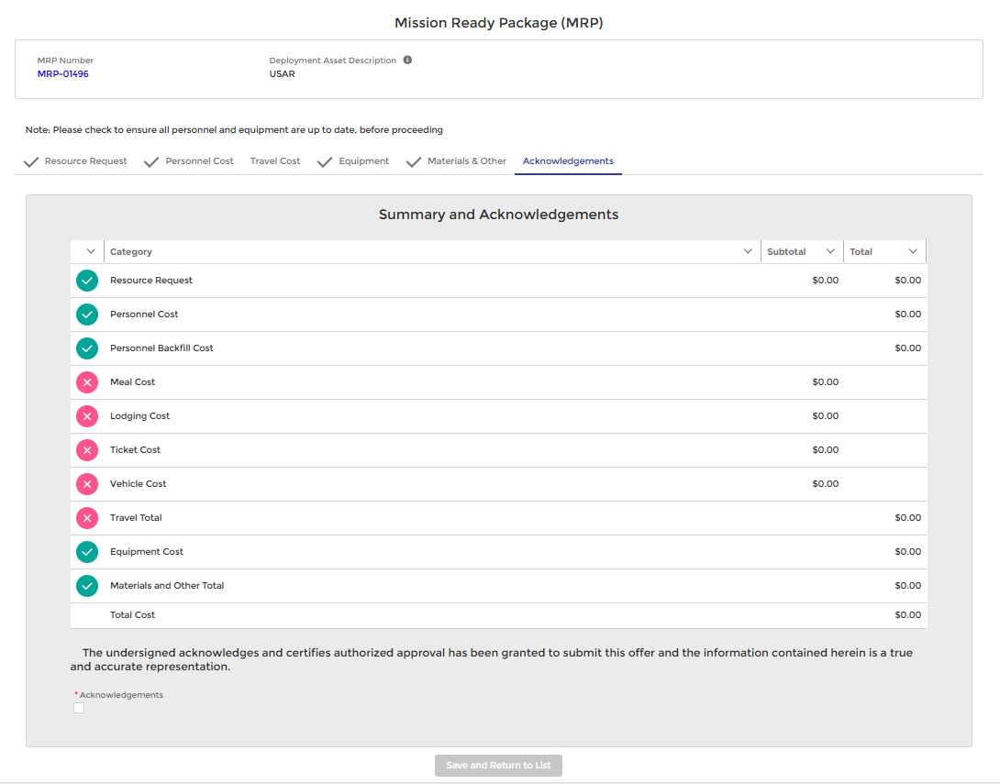 Mission Ready Package (MRP)
MRP Number
Deployment Asset Description
MRP-01496
USAR
Note: Please check to ensure all personnel and equipment are up to date, before proceeding
Resource Request Personnel Cost Travel Cost Equipment Materials & Other Acknowledgements
Summary and Acknowledgements
Category Subtotal Total
Resource Request $0.00 $0.00
Personnel Cost $0.00
Personnel Backfill Cost $0.00
Meal Cost $0.00
Lodging Cost $0.00
Ticket Cost $0.00
Vehicle Cost $0.00
Travel Total $0.00
Equipment Cost $0.00
Materials and Other Total $0.00
Total Cost $0.00
The undersigned acknowledges and certifies authorized approval has been granted to submit this offer and the information contained herein is a true
and accurate representation.
*Acknowledgements
Save and Return to List